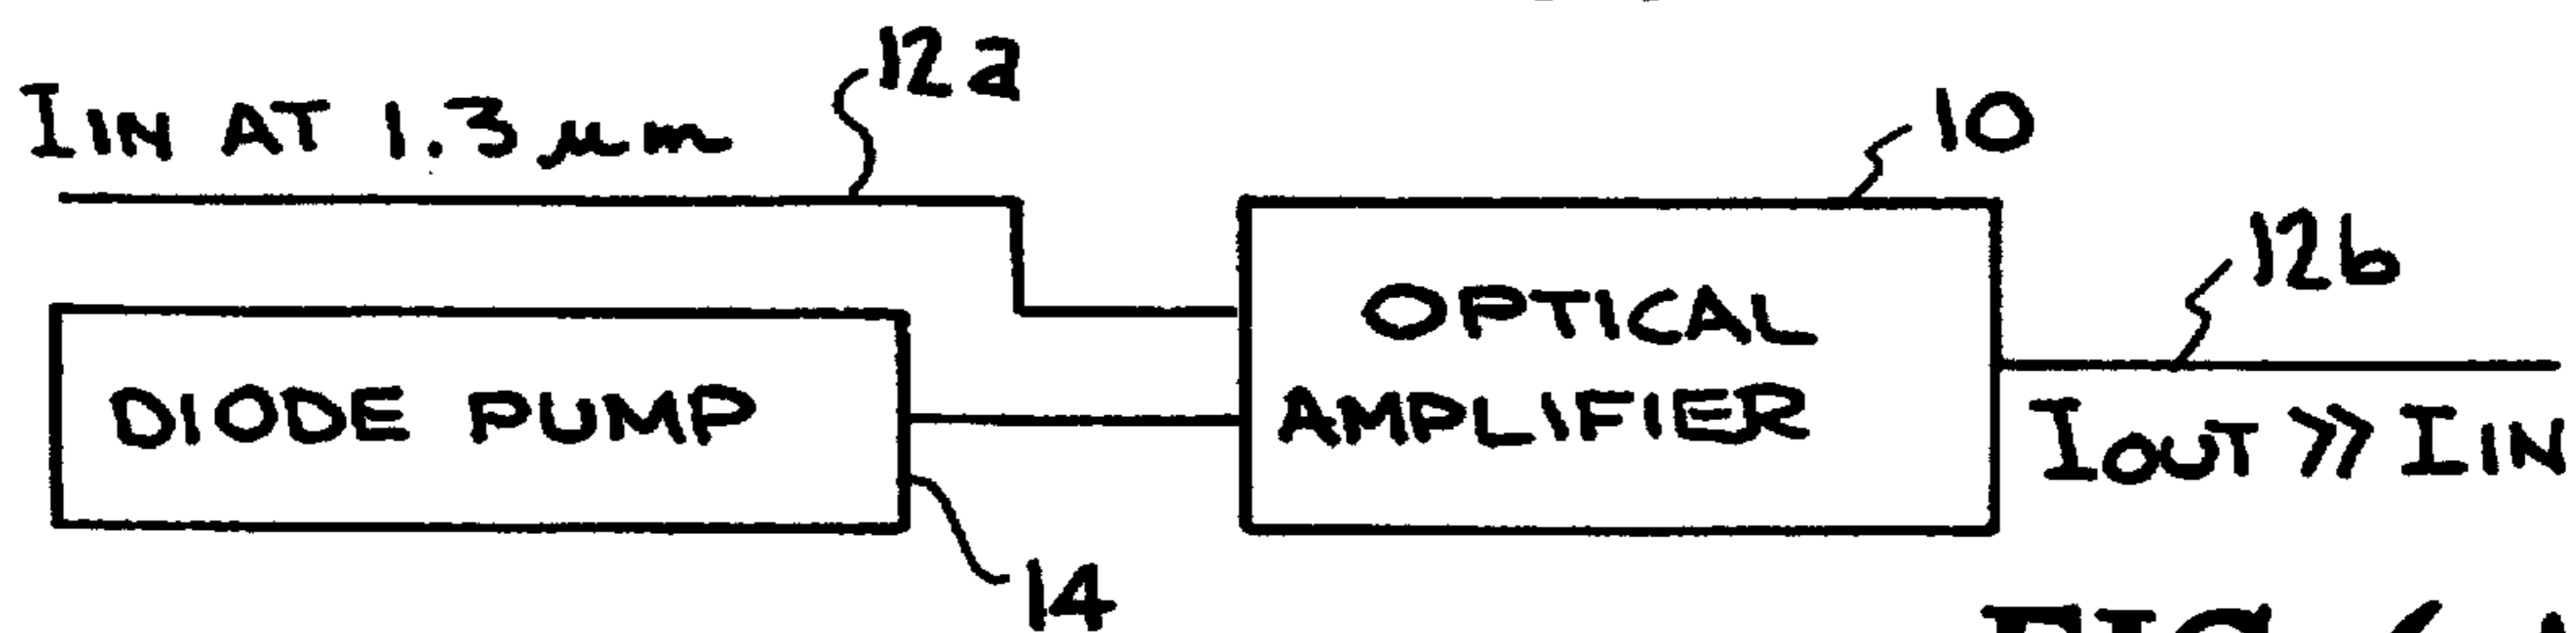 12a
IIN AT 1.3 μm
10
12b
OPTICAL
AMPLIFIER
DIODE PUMP
IOUT >> IIN
14